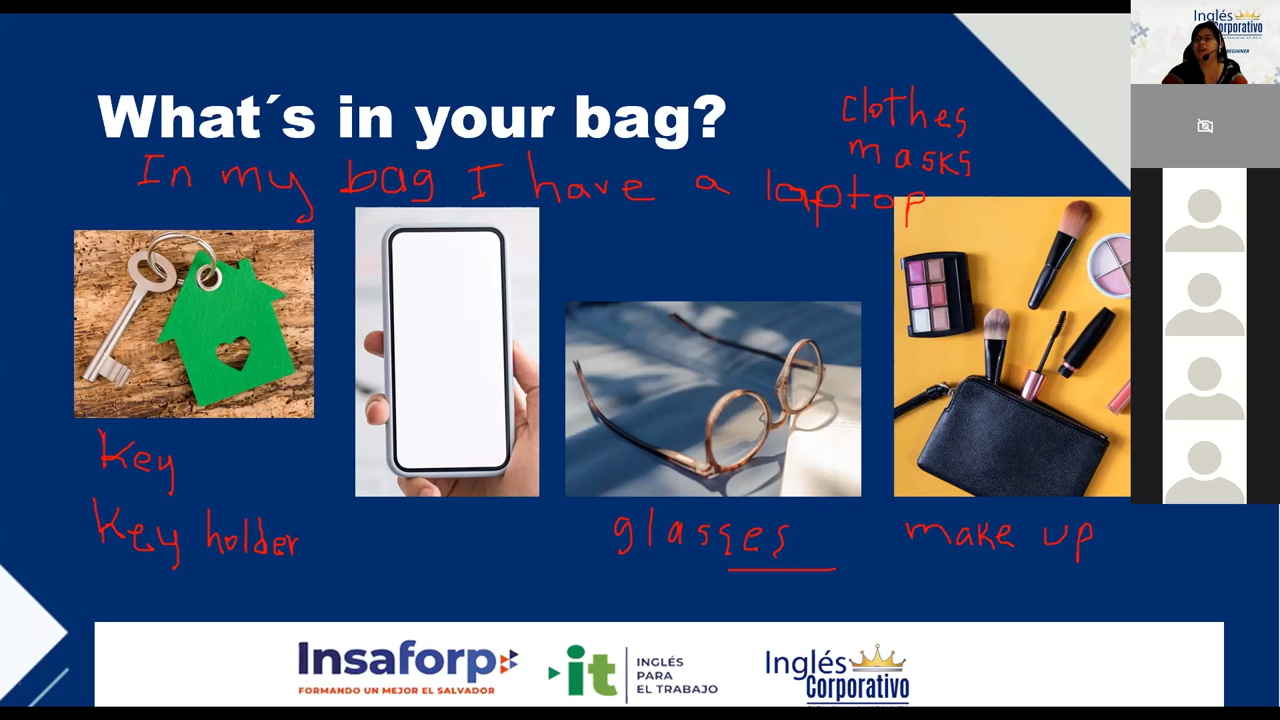 What´s in your bag?
clothes
masks
In my bag I have a laptop
Key
Key holder
glasses
make up
Insaforp
FORMANDO UN MEJOR EL SALVADOR
it
INGLÉS
PARA
EL TRABAJO
Inglés
Corporativo
Inglés
Corporativo
BEGINNER